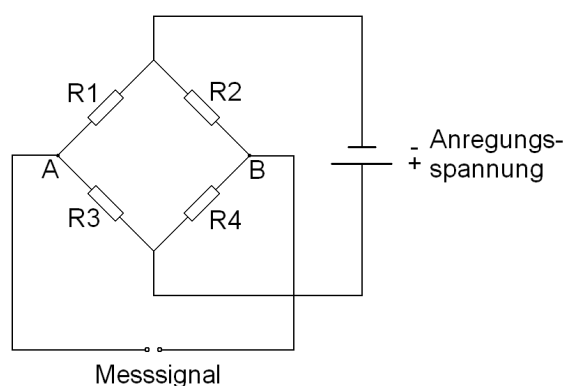 R1
R2
-
Anregungs-
+
spannung
A
B
R3
R4
Messsignal